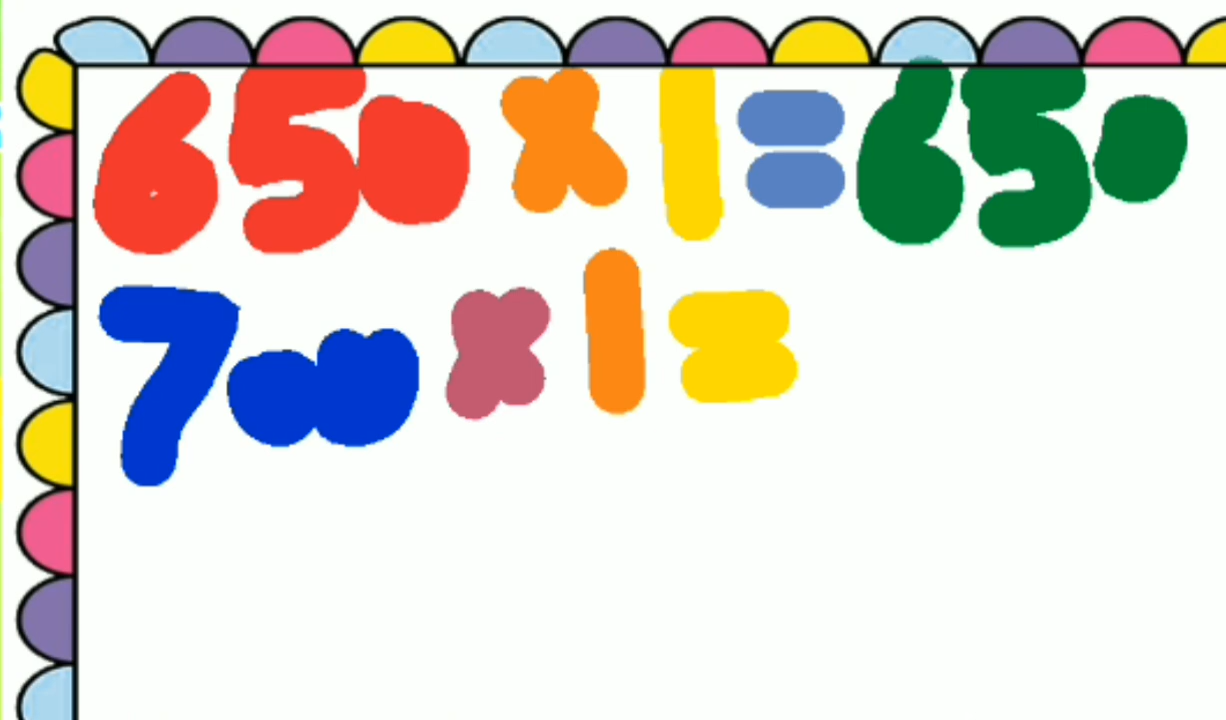 650 x 1 = 650
700 x 1 =